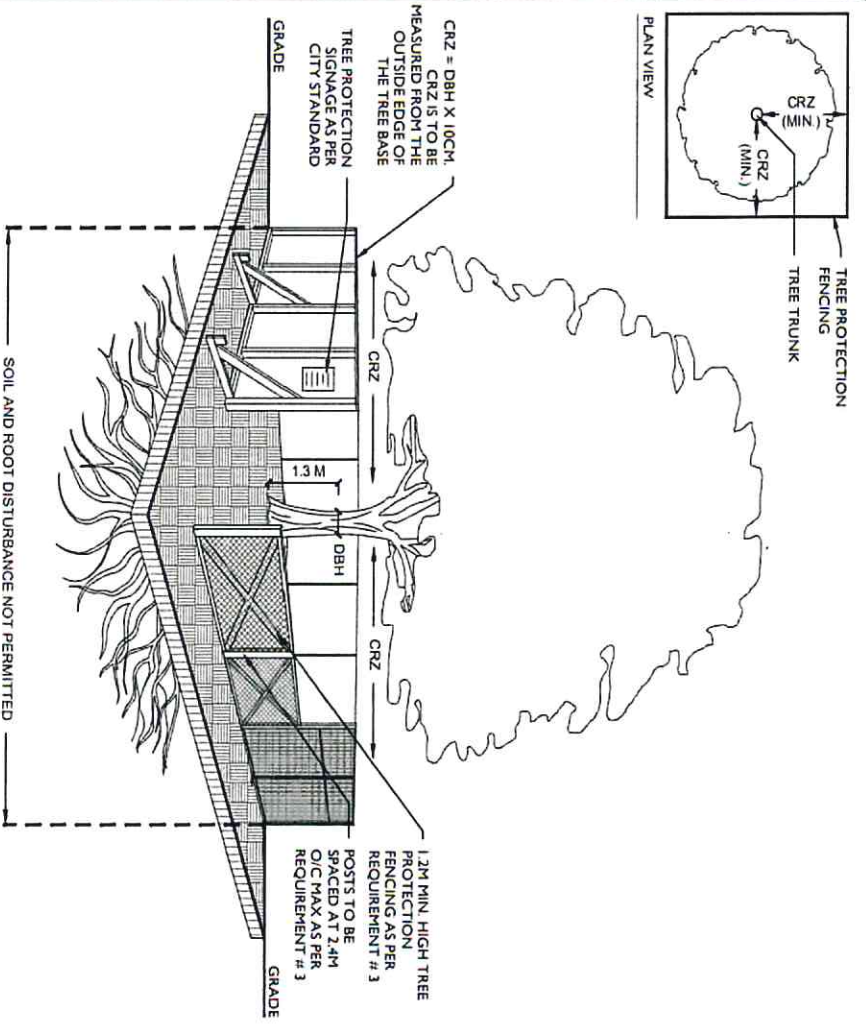 PLAN VIEW
CRZ
(MIN.)
CRZ
(MIN.)
TREE PROTECTION
FENCING
TREE TRUNK
CRZ = DBH X 10CM.
CRZ IS TO BE
MEASURED FROM THE
OUTSIDE EDGE OF
THE TREE BASE
TREE PROTECTION
SIGNAGE AS PER
CITY STANDARD
GRADE
CRZ
CRZ
1.3 M
DBH
1.2M MIN. HIGH TREE
PROTECTION
FENCING AS PER
REQUIREMENT # 3
POSTS TO BE
SPACED AT 2.4M
O/C MAX AS PER
REQUIREMENT # 3
GRADE
SOIL AND ROOT DISTURBANCE NOT PERMITTED